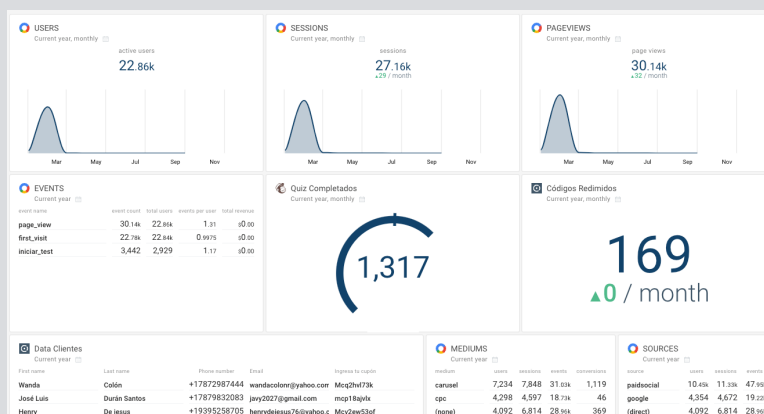 USERS
Current year, monthly
active users
22.86k
Mar May Jul Sep Nov
SESSIONS
Current year, monthly
sessions
27.16k
▲29 / month
Mar May Jul Sep Nov
PAGEVIEWS
Current year, monthly
page views
30.14k
▲32 / month
Mar May Jul Sep Nov
EVENTS
Current year
event name event count total users events per user total revenue
page_view 30.14k 22.86k 1.31 $0.00
first_visit 22.78k 22.84k 0.9975 $0.00
iniciar_test 3,442 2,929 1.17 $0.00
Quiz Completados
Current year, monthly
1,317
Códigos Redimidos
Current year, monthly
169
▲0 / month
Data Clientes
Current year
First name Last name Phone number Email Ingresa tu cupón
Wanda Colón +17872987444 wandacolonr@yahoo.com Mcq2hvl73k
José Luis Durán Santos +17879832083 javy2027@gmail.com mcp18ajvlx
Henry De jesus +19395258705 henrydejesus76@yahoo.c Mcv2ew53of
MEDIUMS
Current year
medium users sessions events conversions
carusel 7,234 7,848 31.03k 1,119
cpc 4,298 4,597 18.73k 46
(none) 4,092 6,814 28.96k 369
SOURCES
Current year
source users sessions events
paidsocial 10.45k 11.33k 47.95
google 4,354 4,672 19.22
(direct) 4,092 6,814 28.96